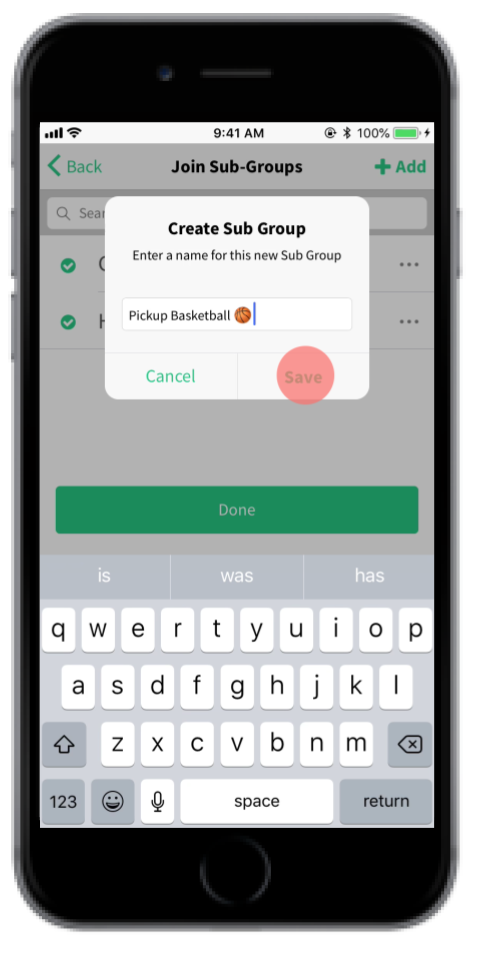 9:41 AM 100%
Back Join Sub-Groups Add
Sear
Create Sub Group
Enter a name for this new Sub Group
Pickup Basketball 🏀
Cancel Save
Done
is was has
q w e r t y u i o p
a s d f g h j k l
z x c v b n m
123 space return